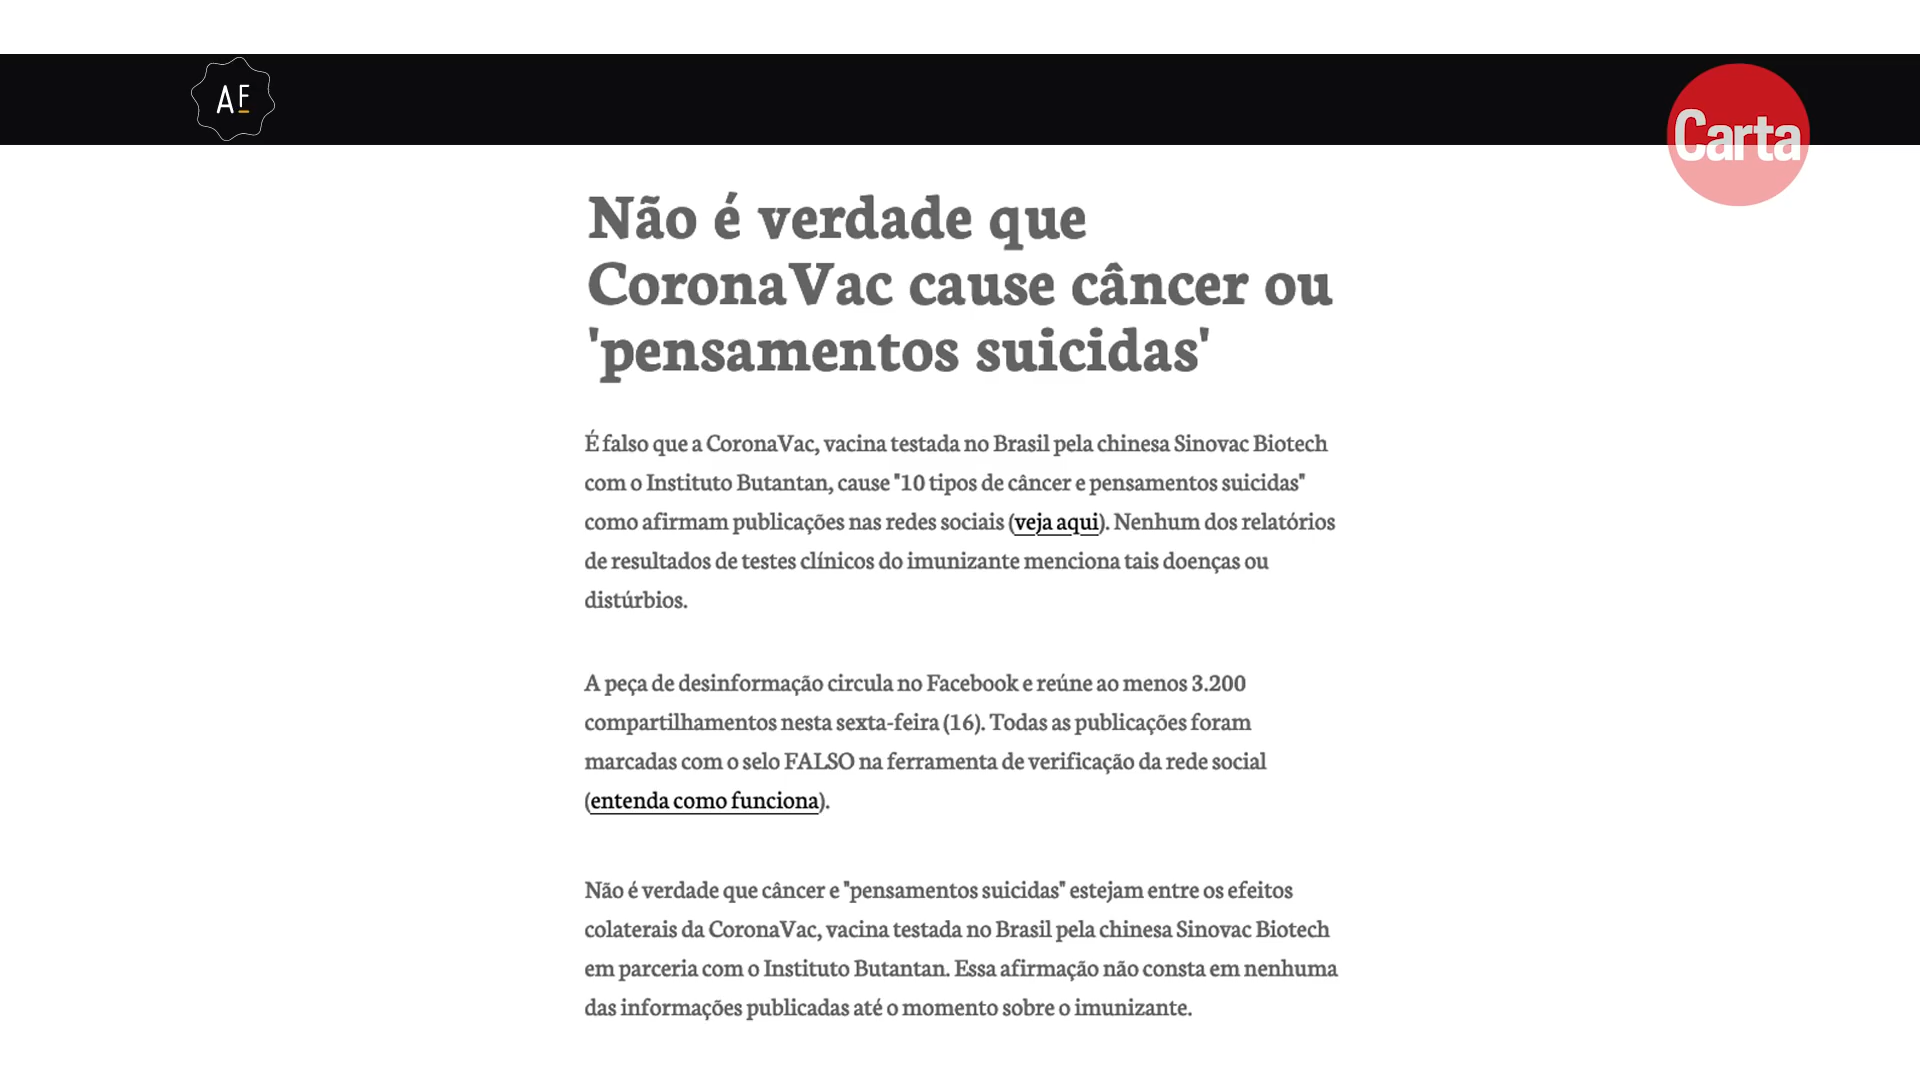 AF
Carta
Não é verdade que
CoronaVac cause câncer ou
'pensamentos suicidas'
É falso que a CoronaVac, vacina testada no Brasil pela chinesa Sinovac Biotech
com o Instituto Butantan, cause "10 tipos de câncer e pensamentos suicidas"
como afirmam publicações nas redes sociais (veja aqui). Nenhum dos relatórios
de resultados de testes clínicos do imunizante menciona tais doenças ou
distúrbios.
A peça de desinformação circula no Facebook e reúne ao menos 3.200
compartilhamentos nesta sexta-feira (16). Todas as publicações foram
marcadas com o selo FALSO na ferramenta de verificação da rede social
(entenda como funciona).
Não é verdade que câncer e "pensamentos suicidas" estejam entre os efeitos
colaterais da CoronaVac, vacina testada no Brasil pela chinesa Sinovac Biotech
em parceria com o Instituto Butantan. Essa afirmação não consta em nenhuma
das informações publicadas até o momento sobre o imunizante.